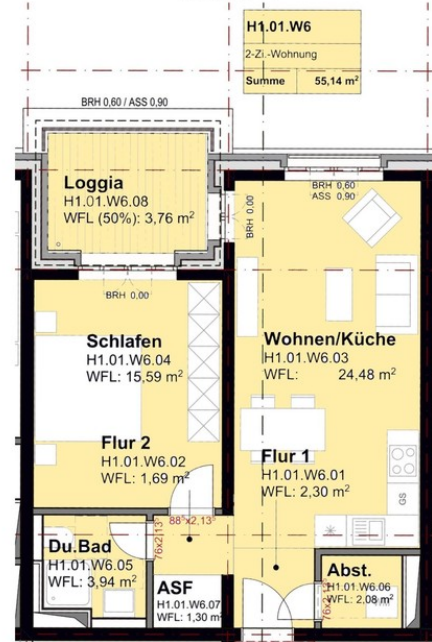 H1.01.W6
2-Zi.-Wohnung
Summe 55,14 m²
BRH 0,60 / ASS 0,90
Loggia
H1.01.W6.08
WFL (50%): 3,76 m²
BRH 0,60
ASS 0,90
BRH 0,00
BRH 0,00
Schlafen
H1.01.W6.04
WFL: 15,59 m²
Wohnen/Küche
H1.01.W6.03
WFL: 24,48 m²
Flur 2
H1.01.W6.02
WFL: 1,69 m²
Flur 1
H1.01.W6.01
WFL: 2,30 m²
GS
88⁵x2,13⁵
76x2,13⁵
Du.Bad
H1.01.W6.05
WFL: 3,94 m²
ASF
H1.01.W6.07
WFL: 1,30 m²
Abst.
H1.01.W6.06
WFL: 2,08 m²